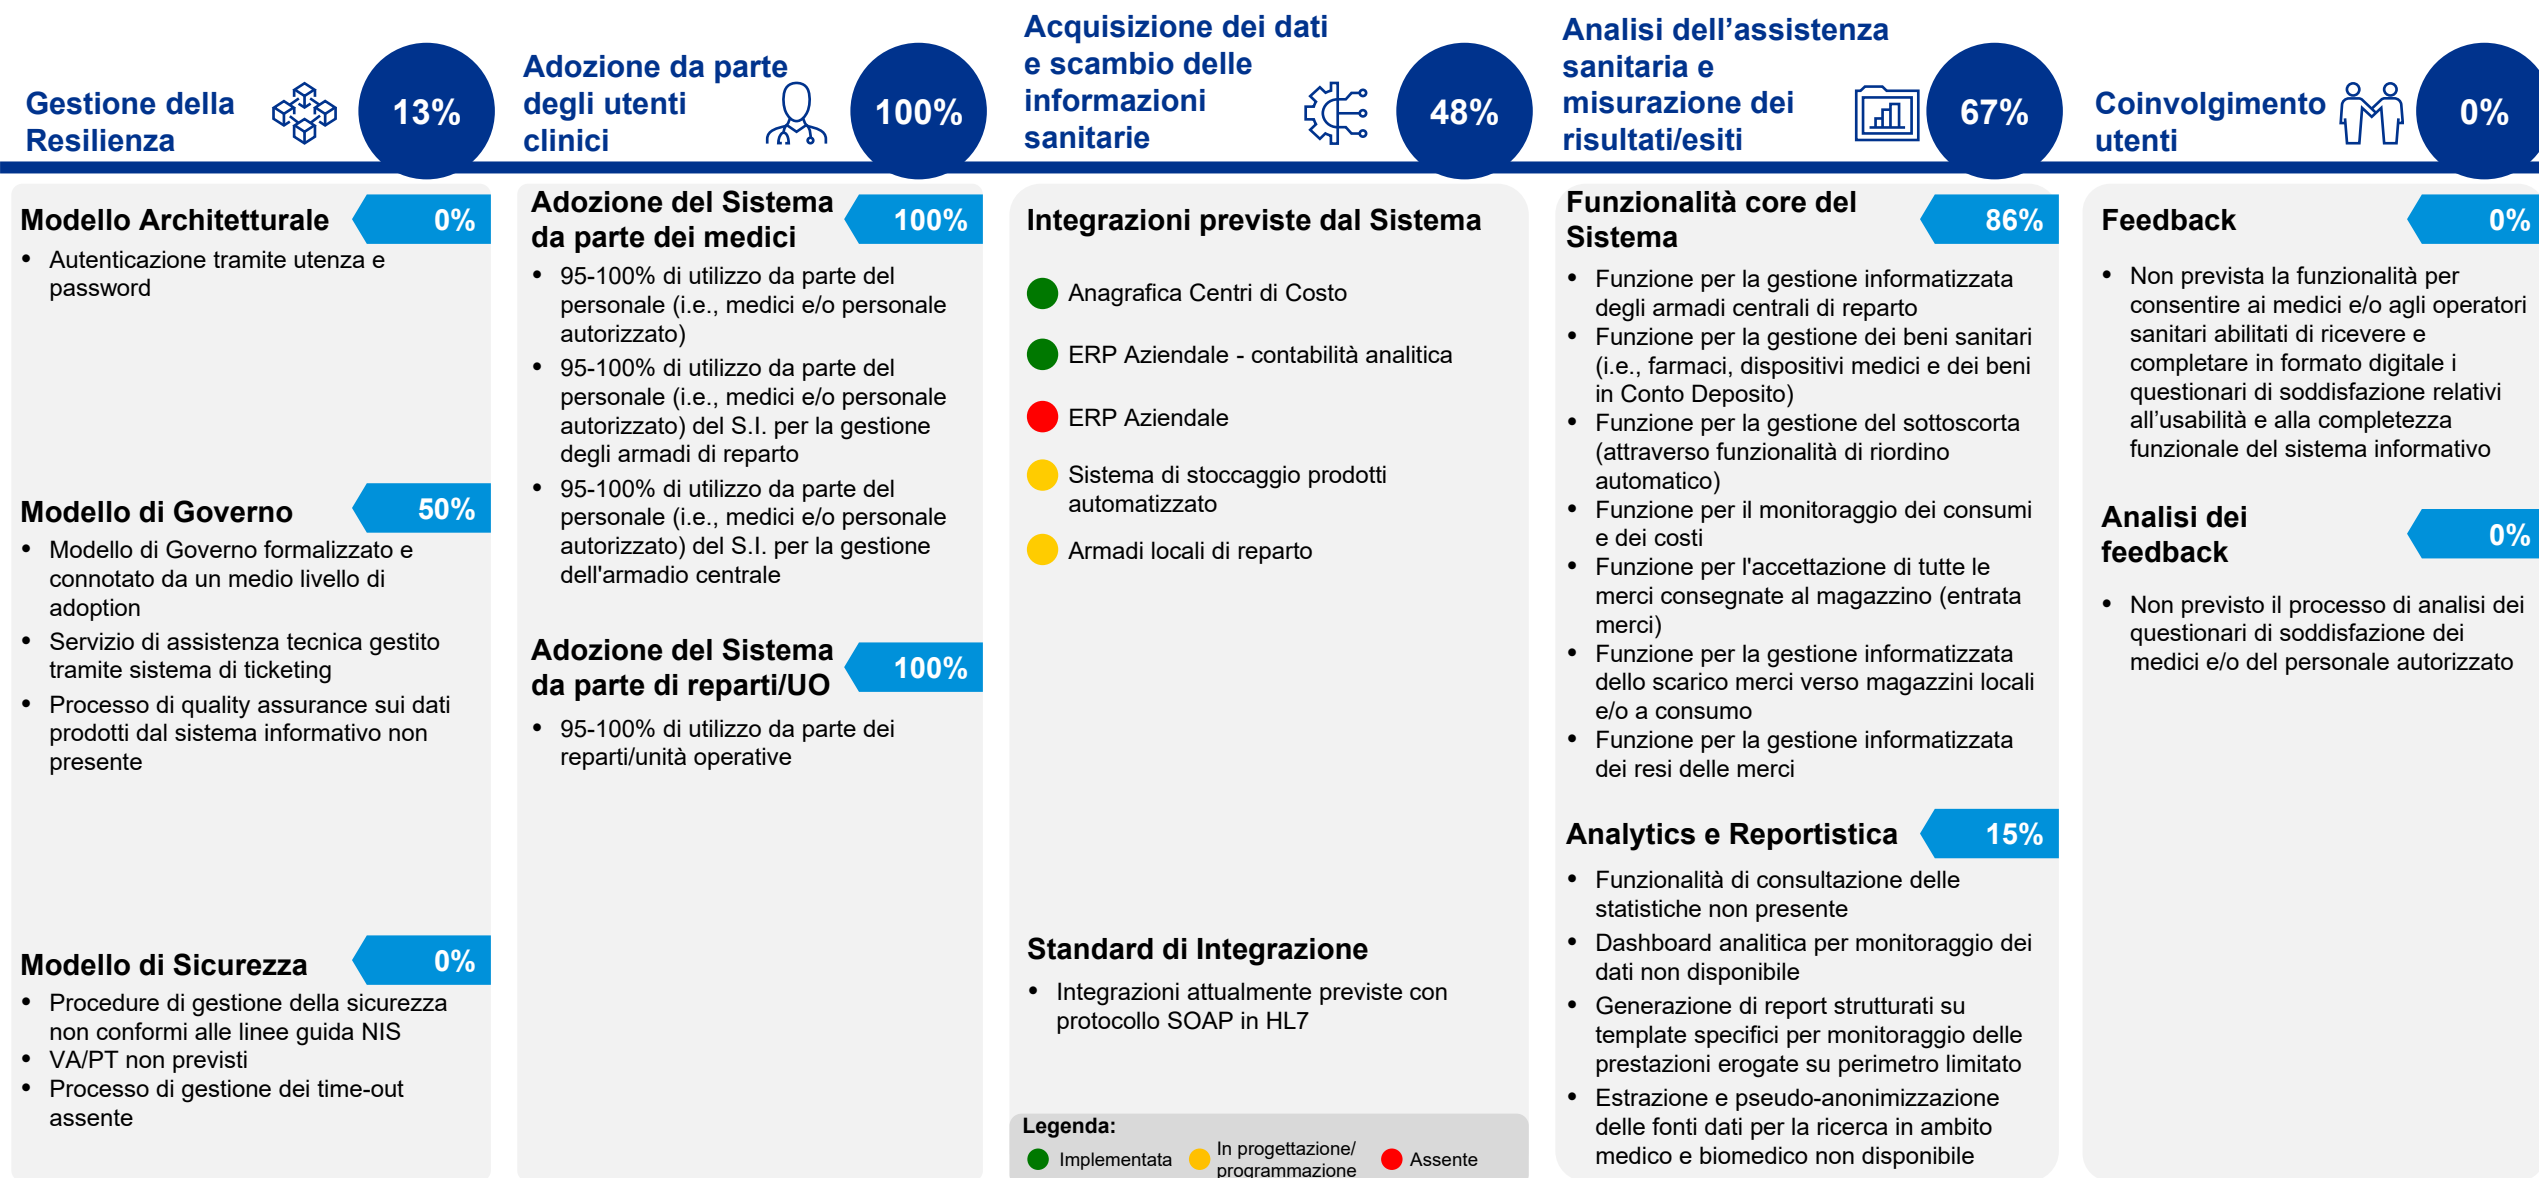 Gestione della
Resilienza
13%
Adozione da parte
degli utenti
clinici
100%
Acquisizione dei dati
e scambio delle
informazioni
sanitarie
48%
Analisi dell’assistenza
sanitaria e
misurazione dei
risultati/esiti
67%
Coinvolgimento
utenti
0%
Modello Architetturale
0%
• Autenticazione tramite utenza e
password
Modello di Governo
50%
• Modello di Governo formalizzato e
connotato da un medio livello di
adoption
• Servizio di assistenza tecnica gestito
tramite sistema di ticketing
• Processo di quality assurance sui dati
prodotti dal sistema informativo non
presente
Modello di Sicurezza
0%
• Procedure di gestione della sicurezza
non conformi alle linee guida NIS
• VA/PT non previsti
• Processo di gestione dei time-out
assente
Adozione del Sistema
da parte dei medici
100%
• 95-100% di utilizzo da parte del
personale (i.e., medici e/o personale
autorizzato)
• 95-100% di utilizzo da parte del
personale (i.e., medici e/o personale
autorizzato) del S.I. per la gestione
degli armadi di reparto
• 95-100% di utilizzo da parte del
personale (i.e., medici e/o personale
autorizzato) del S.I. per la gestione
dell'armadio centrale
Adozione del Sistema
da parte di reparti/UO
100%
• 95-100% di utilizzo da parte dei
reparti/unità operative
Integrazioni previste dal Sistema
Anagrafica Centri di Costo
ERP Aziendale - contabilità analitica
ERP Aziendale
Sistema di stoccaggio prodotti
automatizzato
Armadi locali di reparto
Standard di Integrazione
• Integrazioni attualmente previste con
protocollo SOAP in HL7
Legenda:
Implementata
In progettazione/
programmazione
Assente
Funzionalità core del
Sistema
86%
• Funzione per la gestione informatizzata
degli armadi centrali di reparto
• Funzione per la gestione dei beni sanitari
(i.e., farmaci, dispositivi medici e dei beni
in Conto Deposito)
• Funzione per la gestione del sottoscorta
(attraverso funzionalità di riordino
automatico)
• Funzione per il monitoraggio dei consumi
e dei costi
• Funzione per l'accettazione di tutte le
merci consegnate al magazzino (entrata
merci)
• Funzione per la gestione informatizzata
dello scarico merci verso magazzini locali
e/o a consumo
• Funzione per la gestione informatizzata
dei resi delle merci
Analytics e Reportistica
15%
• Funzionalità di consultazione delle
statistiche non presente
• Dashboard analitica per monitoraggio dei
dati non disponibile
• Generazione di report strutturati su
template specifici per monitoraggio delle
prestazioni erogate su perimetro limitato
• Estrazione e pseudo-anonimizzazione
delle fonti dati per la ricerca in ambito
medico e biomedico non disponibile
Feedback
0%
• Non prevista la funzionalità per
consentire ai medici e/o agli operatori
sanitari abilitati di ricevere e
completare in formato digitale i
questionari di soddisfazione relativi
all’usabilità e alla completezza
funzionale del sistema informativo
Analisi dei
feedback
0%
• Non previsto il processo di analisi dei
questionari di soddisfazione dei
medici e/o del personale autorizzato